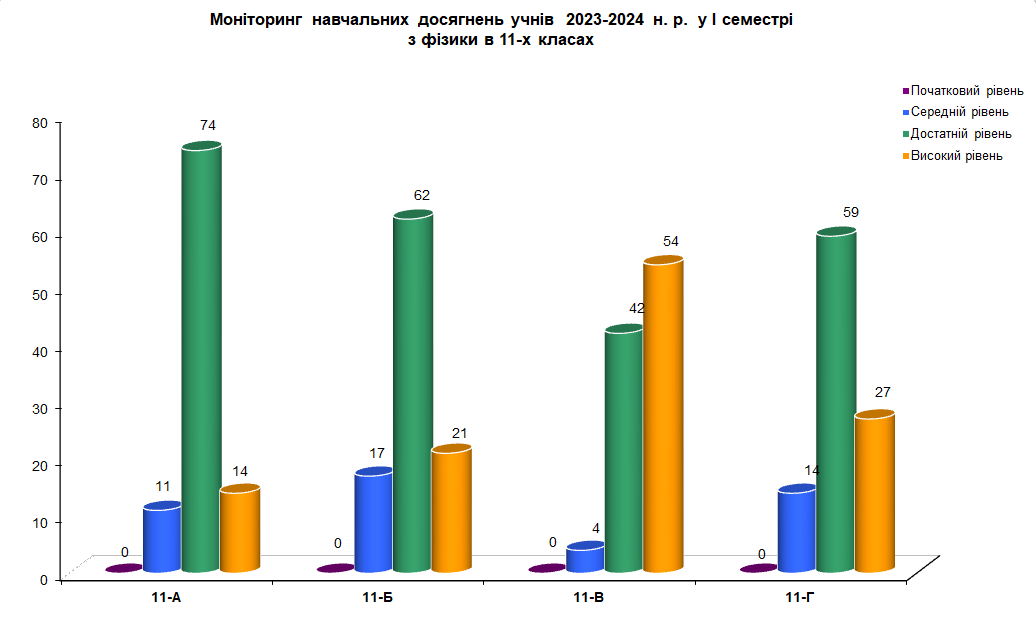 Моніторинг навчальних досягнень учнів 2023-2024 н. р. у І семестрі
з фізики в 11-х класах
Початковий рівень
Середній рівень
Достатній рівень
Високий рівень
80
70
60
50
40
30
20
10
0
0
11
74
14
0
17
62
21
0
4
42
54
0
14
59
27
11-А
11-Б
11-В
11-Г